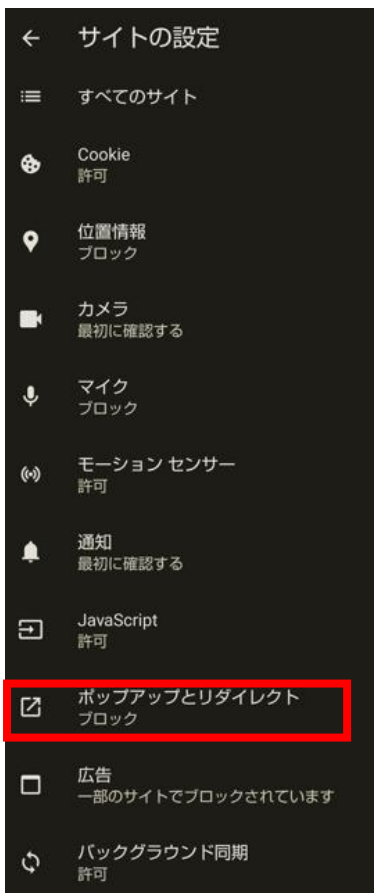 サイトの設定
すべてのサイト
Cookie
許可
位置情報
ブロック
カメラ
最初に確認する
マイク
ブロック
モーション センサー
許可
通知
最初に確認する
JavaScript
許可
ポップアップとリダイレクト
ブロック
広告
一部のサイトでブロックされています
バックグラウンド同期
許可